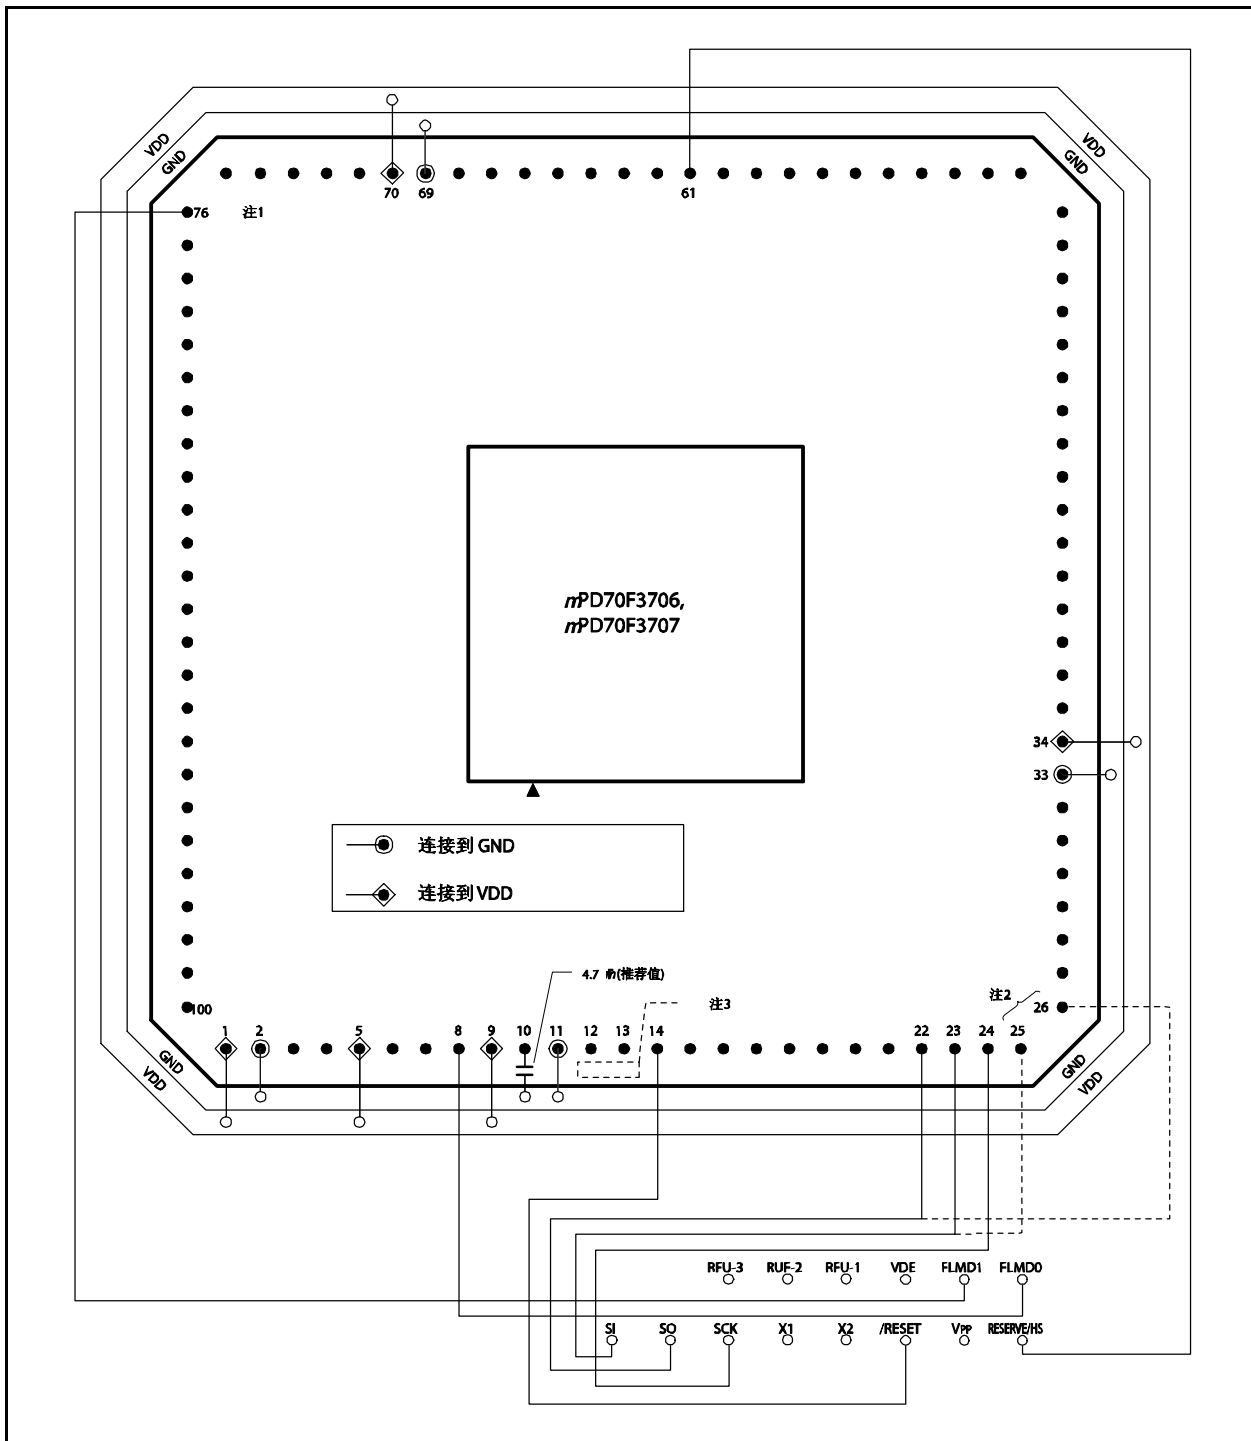 VDD
GND
VDD
GND
70
69
61
76
注1
mPD70F3706,
mPD70F3707
34
33
连接到 GND
连接到 VDD
4.7
(推荐值)
注3
注2
26
100
1
2
5
8
9
10
11
12
13
14
22
23
24
25
GND
VDD
GND
VDD
RFU-3
RUF-2
RFU-1
VDE
FLMD1
FLMD0
SI
SO
SCK
X1
X2
/RESET
VPP
RESERVE/HS